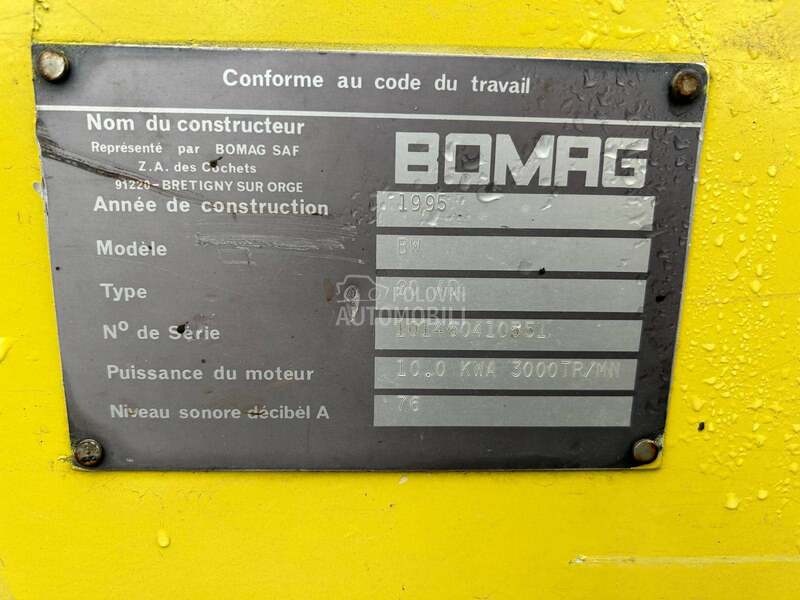 Conforme au code du travail
Nom du constructeur
Représenté par BOMAG SAF
Z.A. des Cochets
91220-BRETIGNY SUR ORGE
BOMAG
Année de construction 1995
Modèle BW
Type
POLOVNI
AUTOMOBILI
Nº de Série
Puissance du moteur 10.0 KWA 3000TR/MN
Niveau sonore décibel A 76